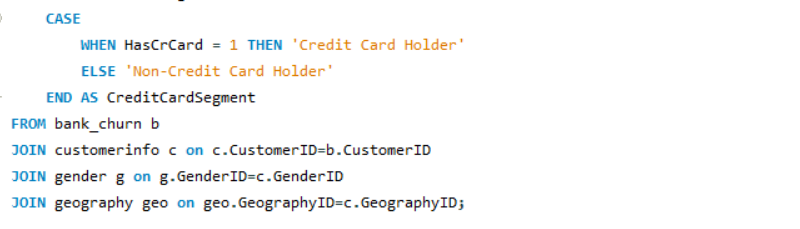 CASE
WHEN HasCrCard = 1 THEN 'Credit Card Holder'
ELSE 'Non-Credit Card Holder'
END AS CreditCardSegment
FROM bank_churn b
JOIN customerinfo c on c.CustomerID=b.CustomerID
JOIN gender g on g.GenderID=c.GenderID
JOIN geography geo on geo.GeographyID=c.GeographyID;